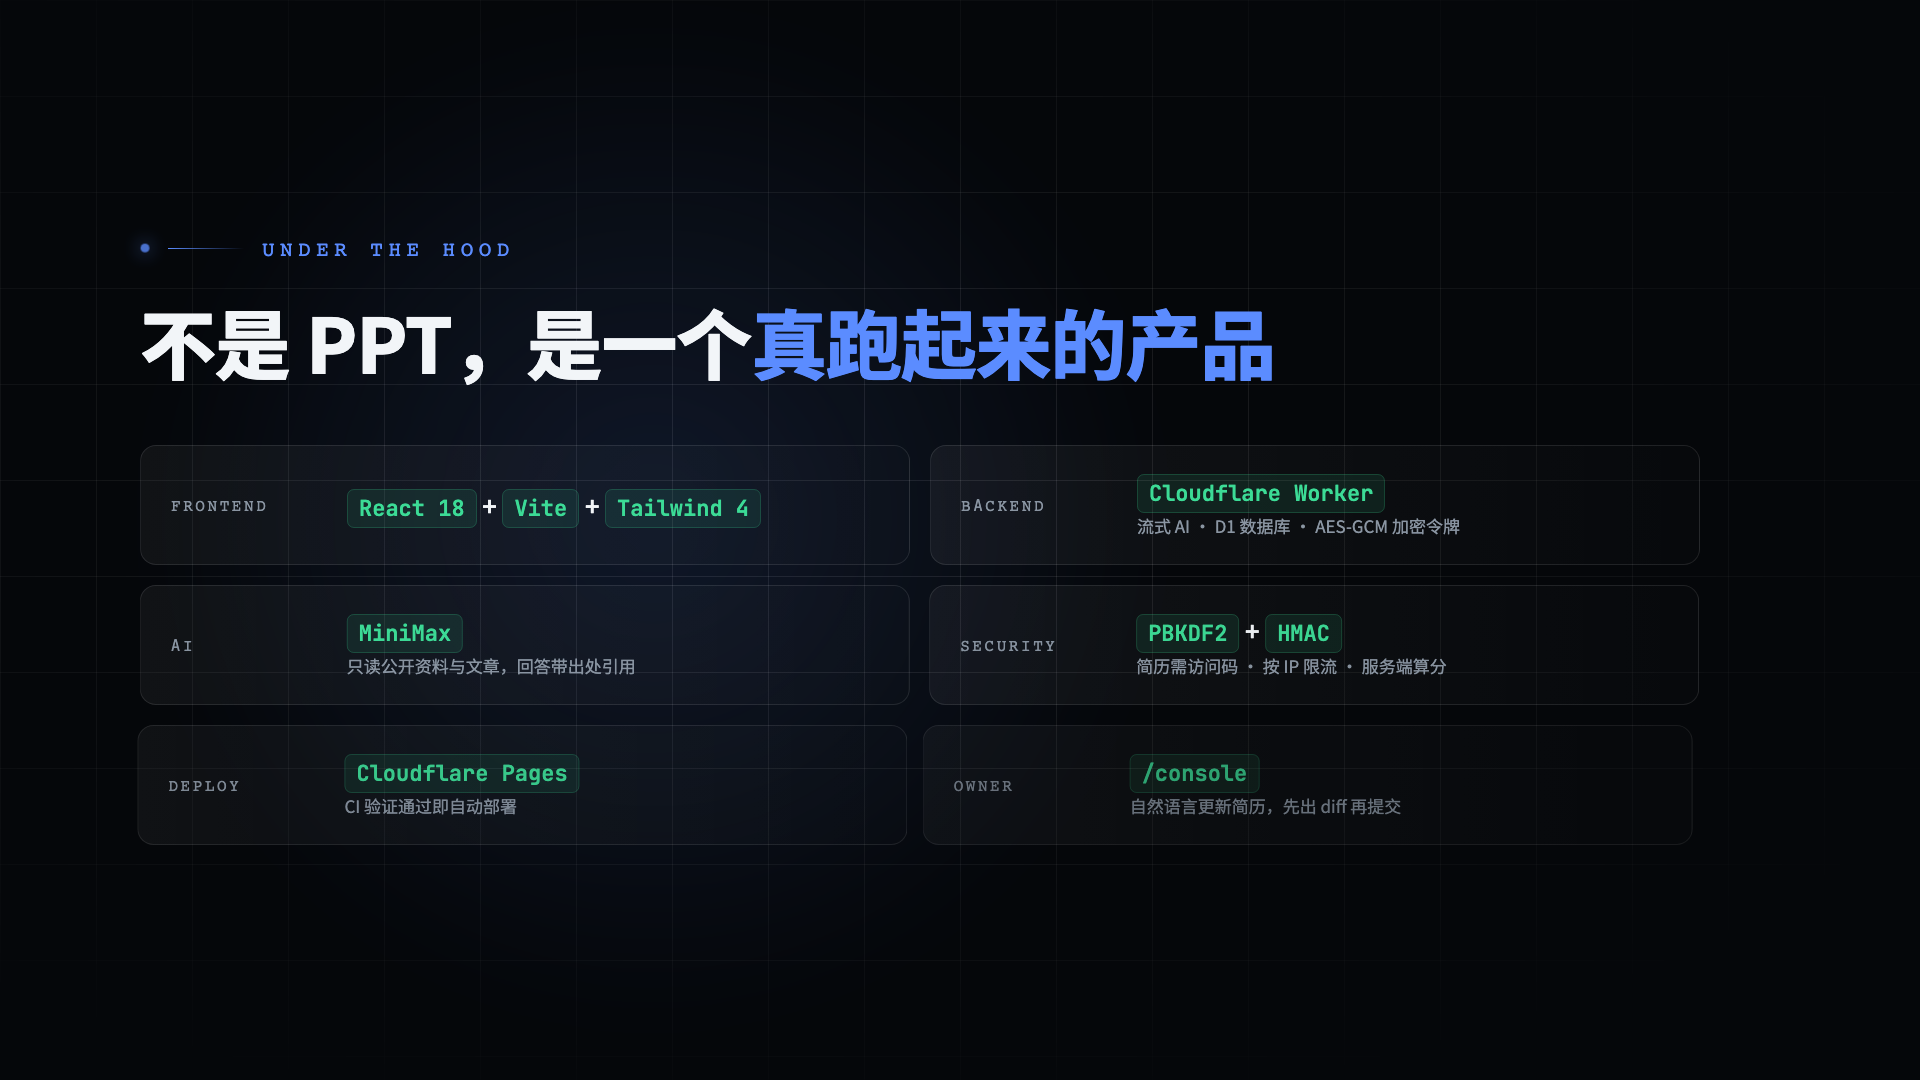 UNDER THE HOOD
不是 PPT，是一个真跑起来的产品
FRONTEND
React 18 + Vite + Tailwind 4
BACKEND
Cloudflare Worker
流式 AI · D1 数据库 · AES-GCM 加密令牌
AI
MiniMax
只读公开资料与文章，回答带出处引用
SECURITY
PBKDF2 + HMAC
简历需访问码 · 按 IP 限流 · 服务端算分
DEPLOY
Cloudflare Pages
CI 验证通过即自动部署
OWNER
/console
自然语言更新简历，先出 diff 再提交